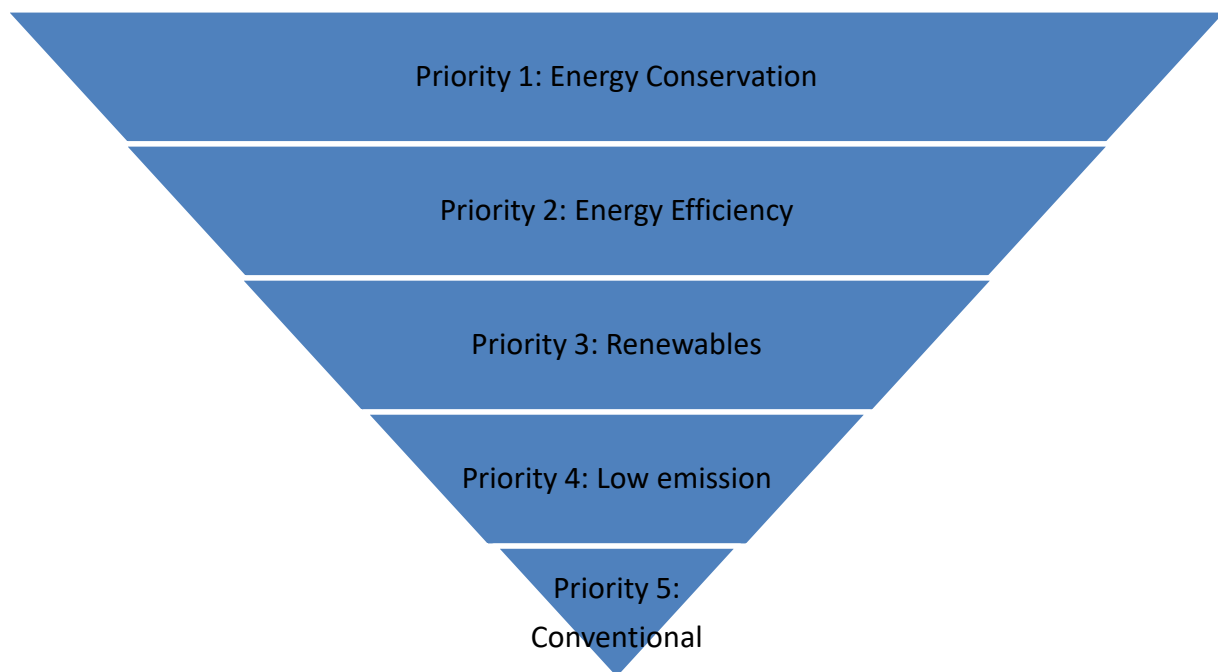 Priority 1: Energy Conservation
Priority 2: Energy Efficiency
Priority 3: Renewables
Priority 4: Low emission
Priority 5:
Conventional